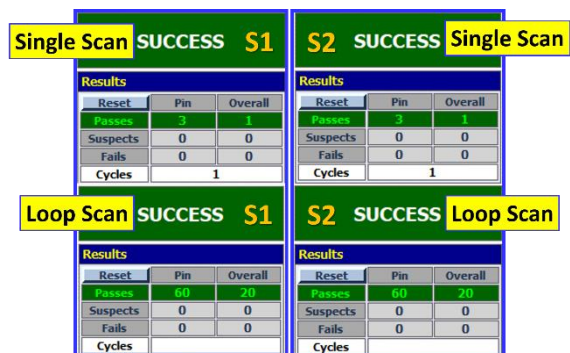 Single Scan SUCCESS S1
S2 SUCCESS Single Scan
Results
Reset Pin Overall
Passes 3 1
Suspects 0 0
Fails 0 0
Cycles 1
Results
Reset Pin Overall
Passes 3 1
Suspects 0 0
Fails 0 0
Cycles 1
Loop Scan SUCCESS S1
S2 SUCCESS Loop Scan
Results
Reset Pin Overall
Passes 60 20
Suspects 0 0
Fails 0 0
Cycles
Results
Reset Pin Overall
Passes 60 20
Suspects 0 0
Fails 0 0
Cycles